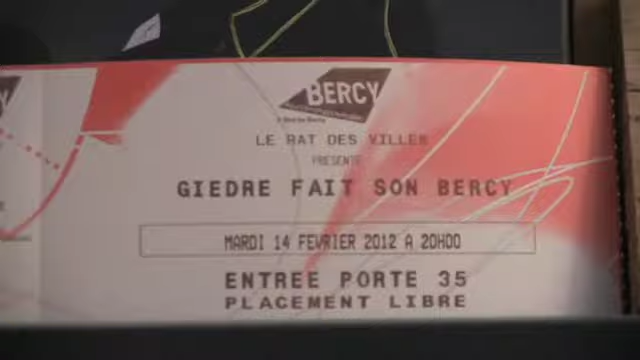 BERCY
LE RAT DES VILLES
PRESENTE
GIEDRE FAIT SON BERCY
MARDI 14 FEVRIER 2012 A 20H00
ENTREE PORTE 35
PLACEMENT LIBRE